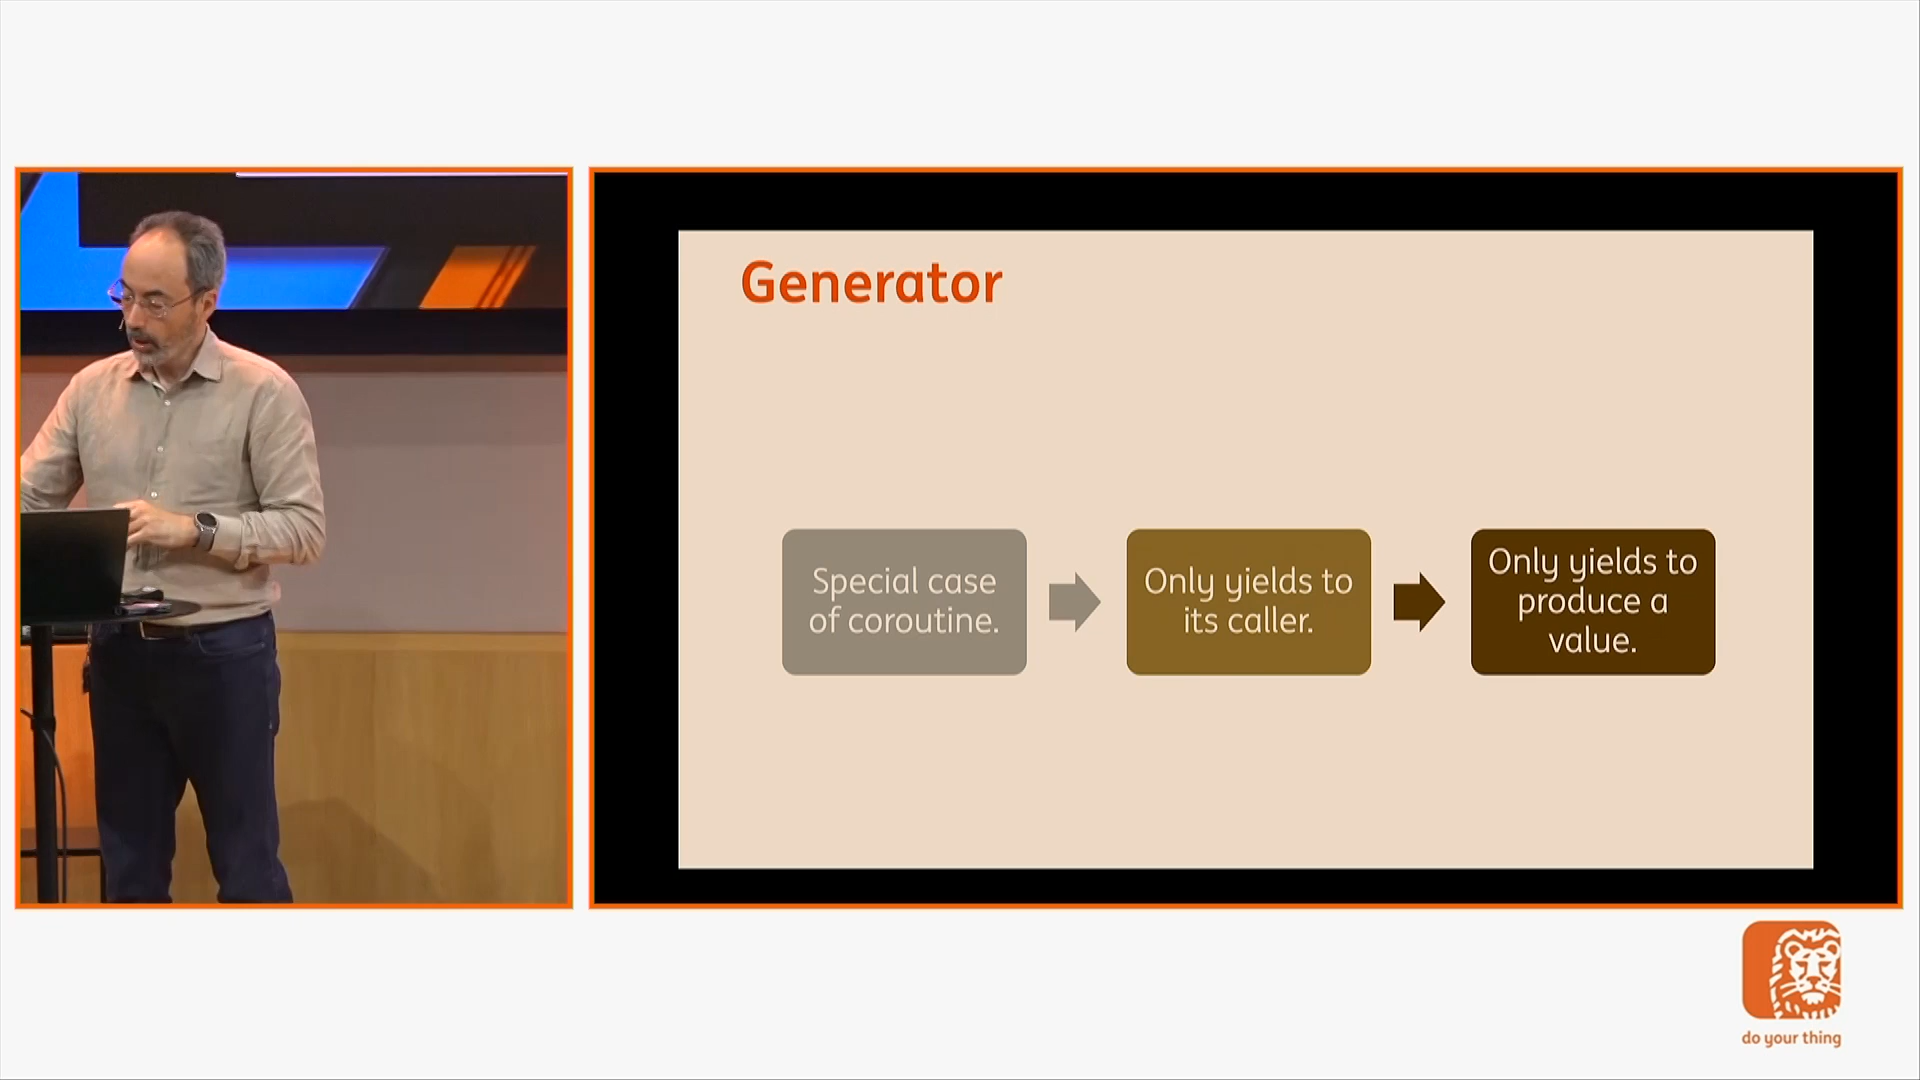 Generator
Special case
of coroutine.
Only yields to
its caller.
Only yields to
produce a
value.
do your thing